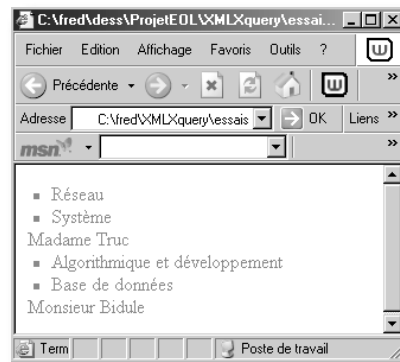 C:\fred\dess\ProjetEOL\XMLXquery\essai...
Fichier Edition Affichage Favoris Outils ?
Précédente »
Adresse C:\fred\XMLXquery\essais OK Liens »
msn »
Réseau
Système
Madame Truc
Algorithmique et développement
Base de données
Monsieur Bidule
Term Poste de travail